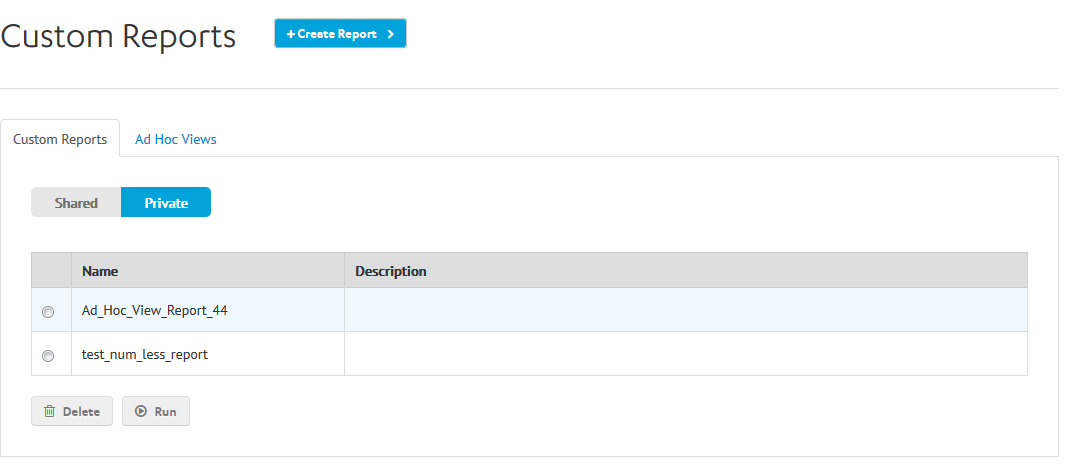 Custom Reports
+ Create Report >
Custom Reports Ad Hoc Views
Shared Private
Name Description
Ad_Hoc_View_Report_44
test_num_less_report
Delete Run